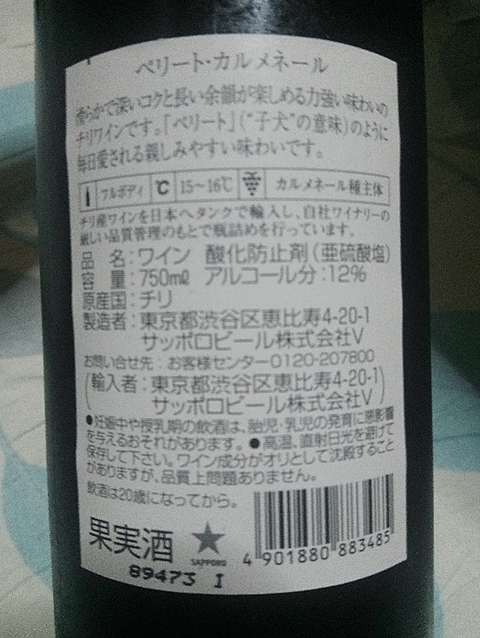 ペリート・カルメネール
滑らかで深いコクと長い余韻が楽しめる力強い味わいの
チリワインです。「ペリート」("子犬"の意味)のように
毎日愛される親しみやすい味わいです。
フルボディ ℃ 15〜16℃ カルメネール種主体
チリ産ワインを日本へタンクで輸入し、自社ワイナリーの
厳しい品質管理のもとで瓶詰めを行っています。
品 名:ワイン 酸化防止剤(亜硫酸塩)
容 量:750mℓ アルコール分:12%
原産国:チリ
製造者:東京都渋谷区恵比寿4-20-1
サッポロビール株式会社V
お問い合せ先:お客様センター0120-207800
(輸入者:東京都渋谷区恵比寿4-20-1
サッポロビール株式会社V)
●妊娠中や授乳期の飲酒は、胎児・乳児の発育に悪影響
を与えるおそれがあります。●高温、直射日光を避けて
保存して下さい。ワイン成分がオリとして沈殿すること
がありますが、品質上問題ありません。
飲酒は20歳になってから。
果実酒
SAPPORO
4 901880 883485
89473 I